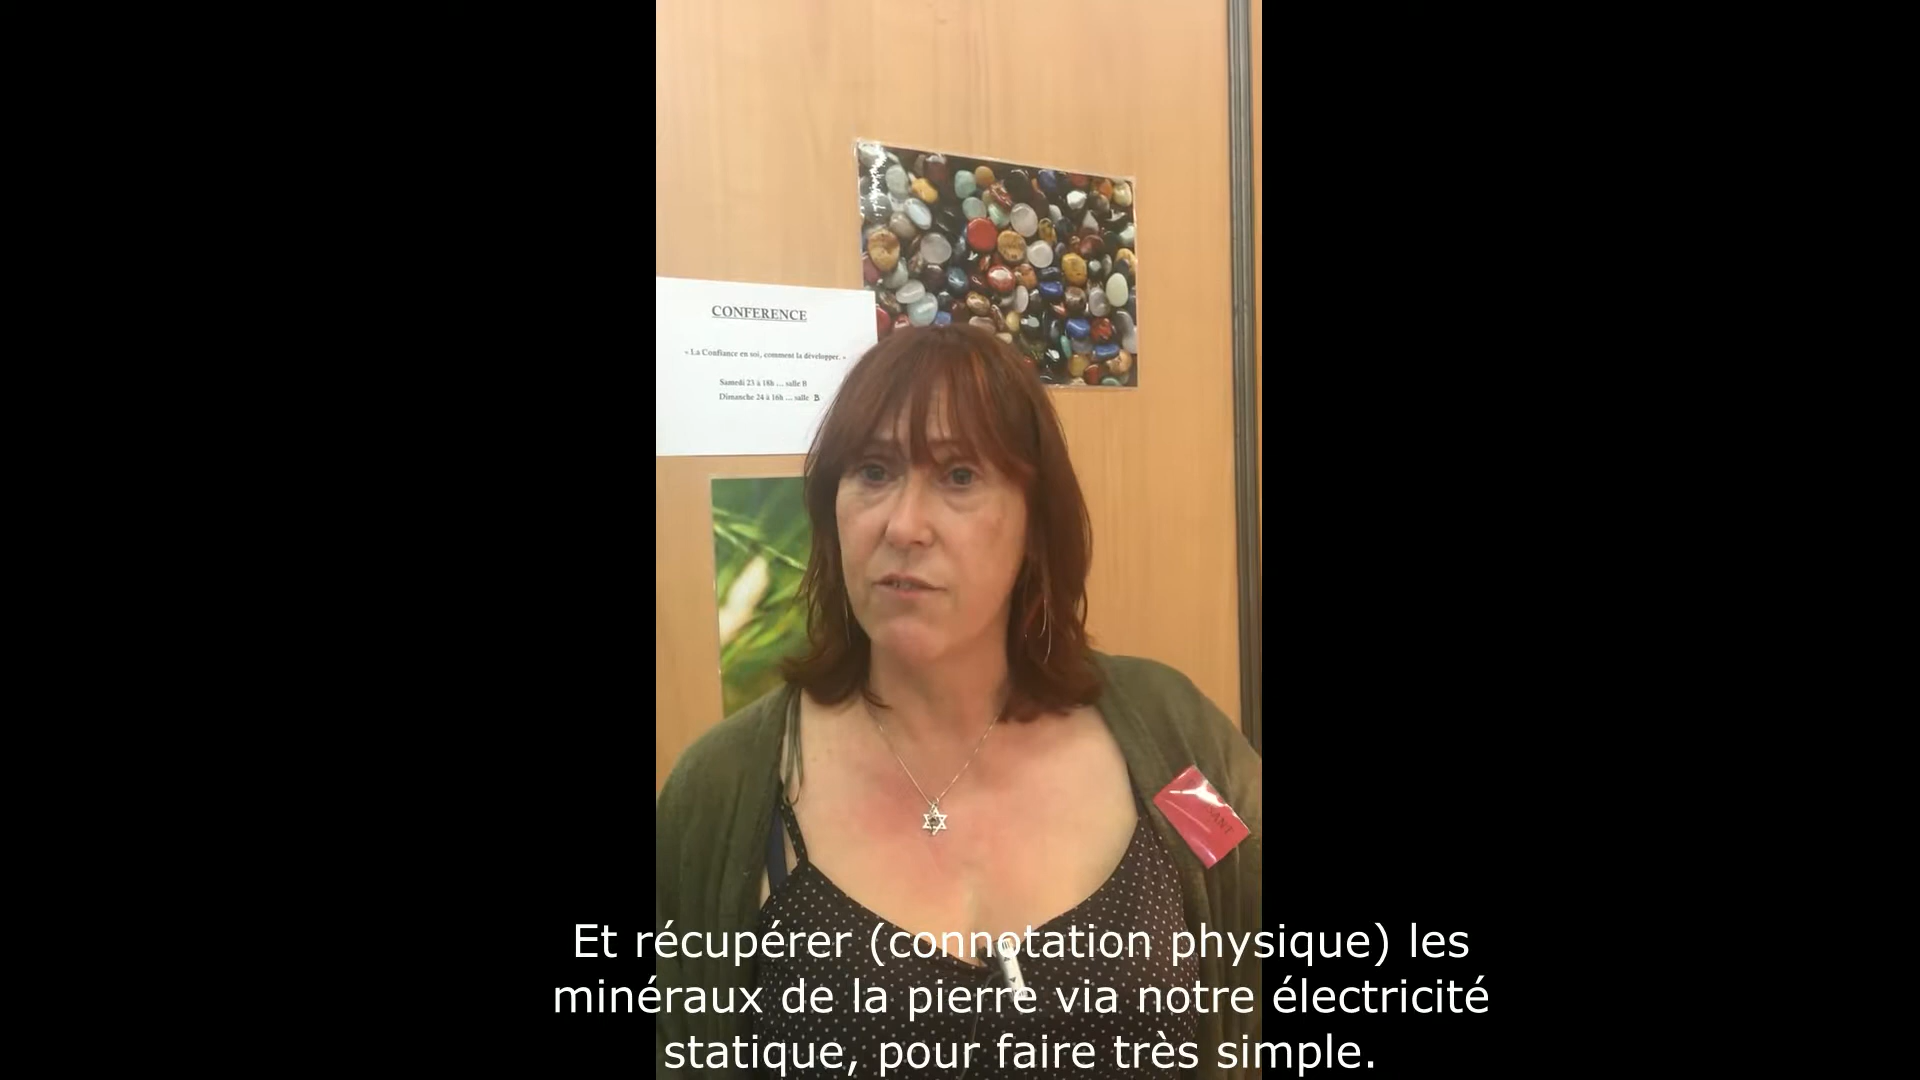 CONFERENCE
« La Confiance en soi, comment la développer. »
Samedi 23 à 18h ... salle B
Dimanche 24 à 16h ... salle B
Et récupérer (connotation physique) les
minéraux de la pierre via notre électricité
statique, pour faire très simple.